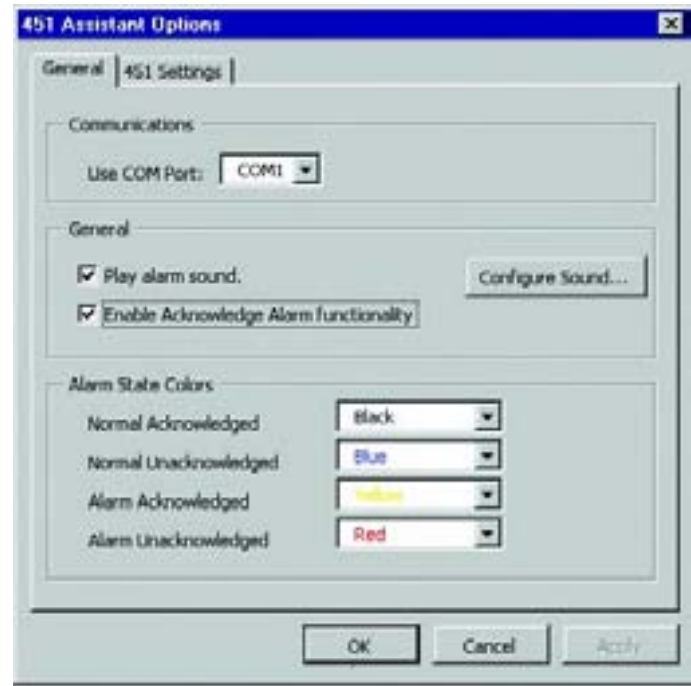 451 Assistant Options
General 451 Settings
Communications
Use COM Port: COM1
General
Play alarm sound. Configure Sound...
Enable Acknowledge Alarm functionality
Alarm State Colors
Normal Acknowledged Black
Normal Unacknowledged Blue
Alarm Acknowledged Yellow
Alarm Unacknowledged Red
OK Cancel Apply